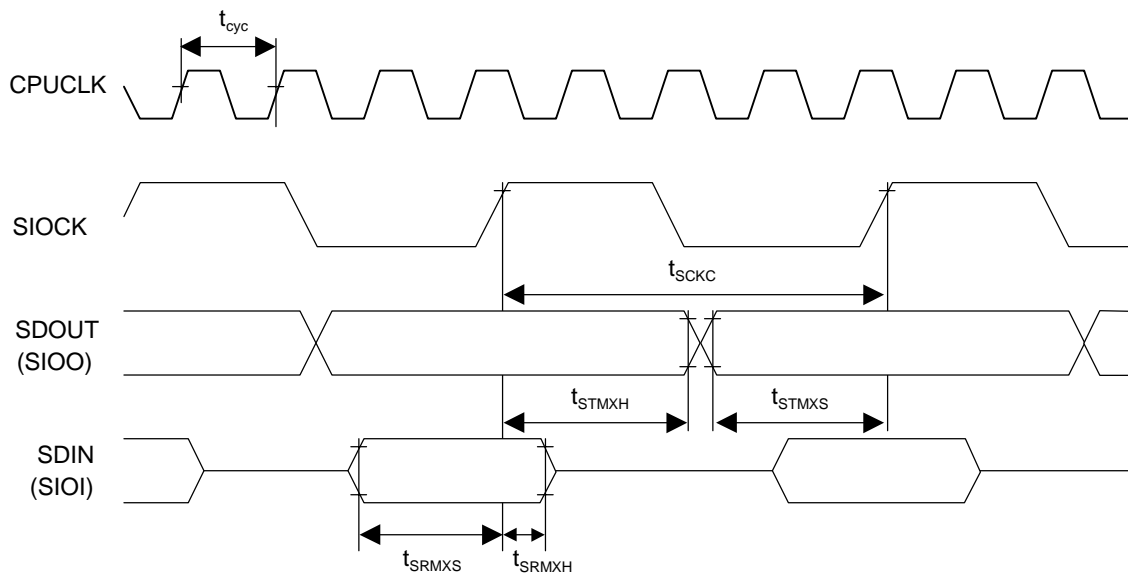 tcyc
CPUCLK
SIOCK
tSCKC
SDOUT
(SIOO)
tSTMXH
tSTMXS
SDIN
(SIOI)
tSRMXS
tSRMXH